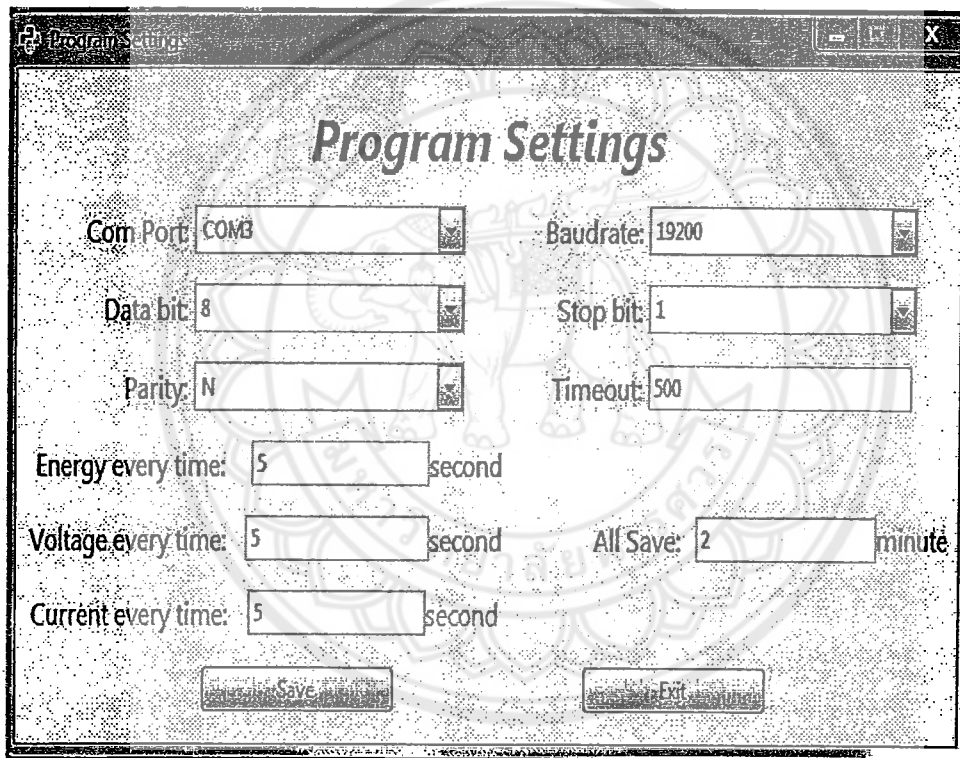 Program Settings
X
Program Settings
Com Port: COM3 Baudrate: 19200
Data bit: 8 Stop bit: 1
Parity: N Timeout: 500
Energy every time: 5 second
Voltage every time: 5 second All Save: 2 minute
Current every time: 5 second
Save Exit